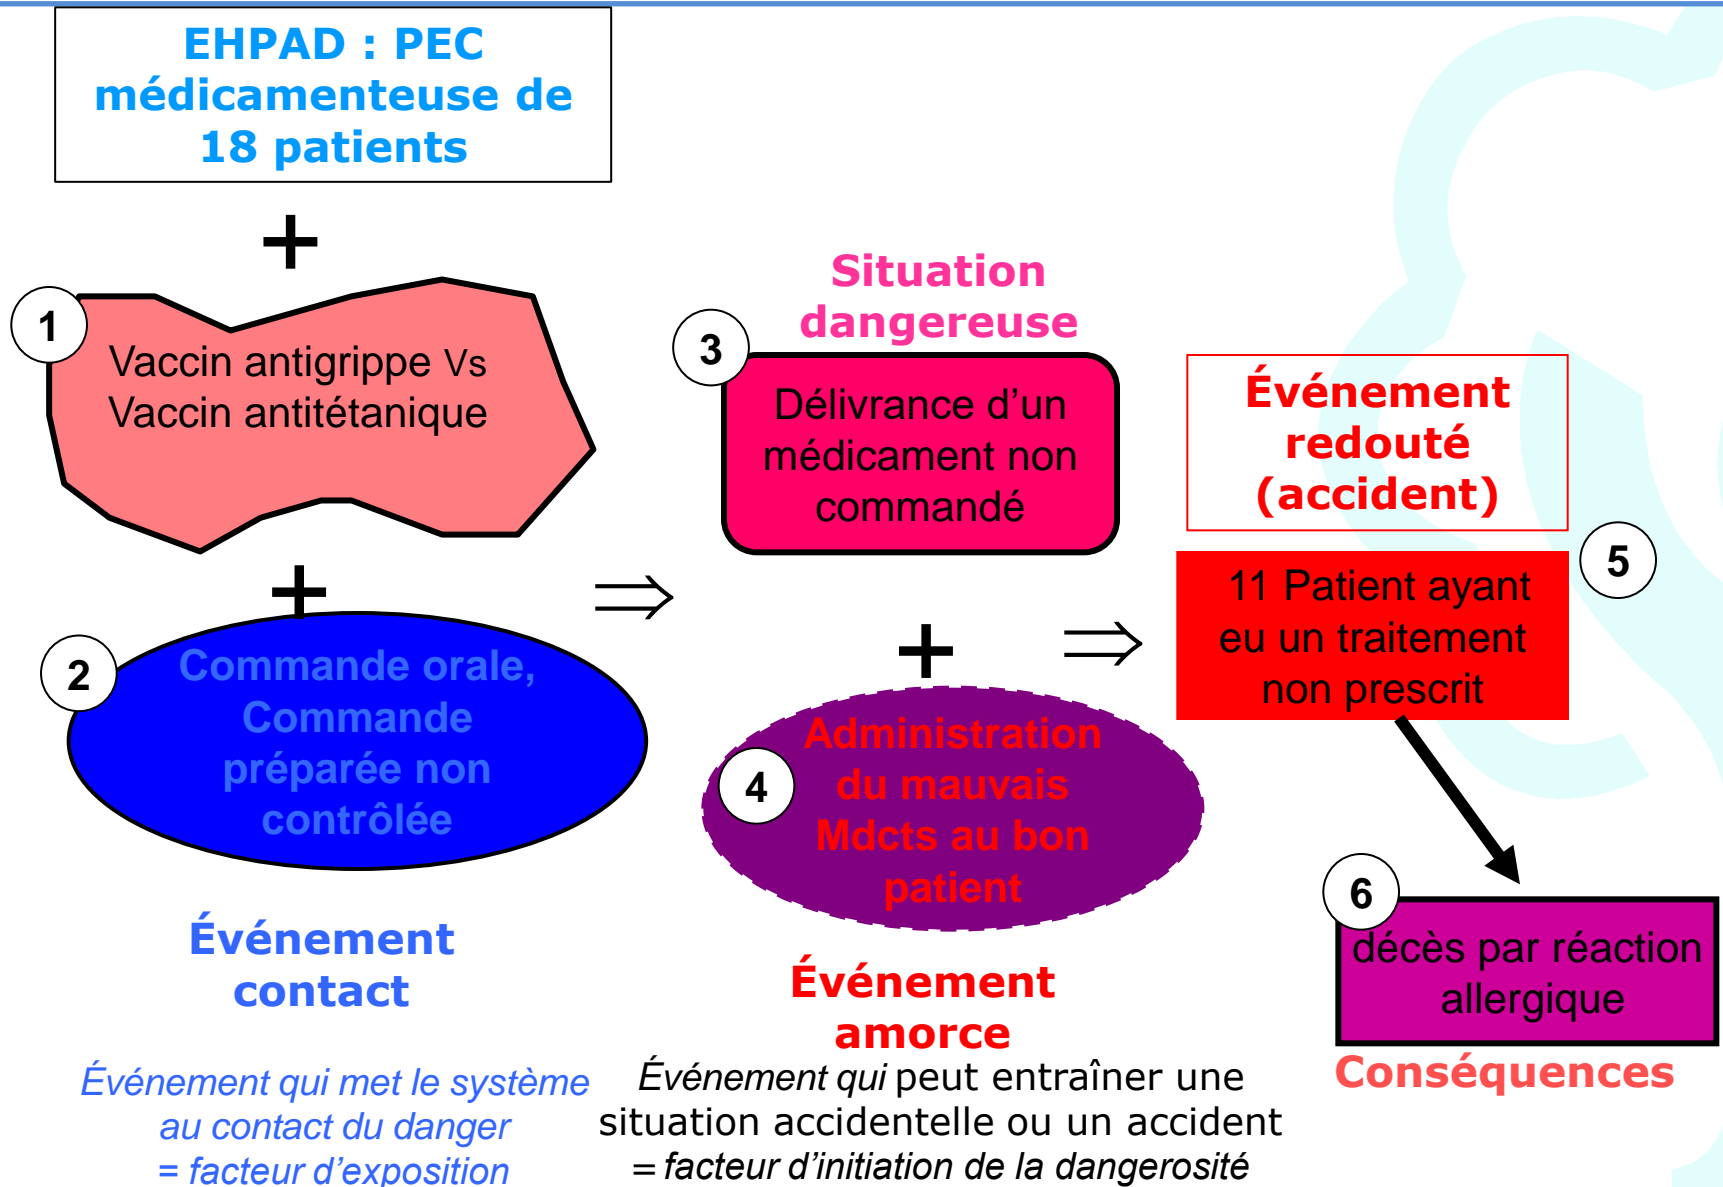 EHPAD : PEC
médicamenteuse de
18 patients
+
1
Vaccin antigrippe Vs
Vaccin antitétanique
+
2
Commande orale,
Commande
préparée non
contrôlée
Événement
contact
Événement qui met le système
au contact du danger
= facteur d'exposition
⇒
Situation
dangereuse
3
Délivrance d'un
médicament non
commandé
+
4
Administration
du mauvais
Mdcts au bon
patient
Événement
amorce
Événement qui peut entraîner une
situation accidentelle ou un accident
= facteur d'initiation de la dangerosité
⇒
Événement
redouté
(accident)
5
11 Patient ayant
eu un traitement
non prescrit
6
décès par réaction
allergique
Conséquences